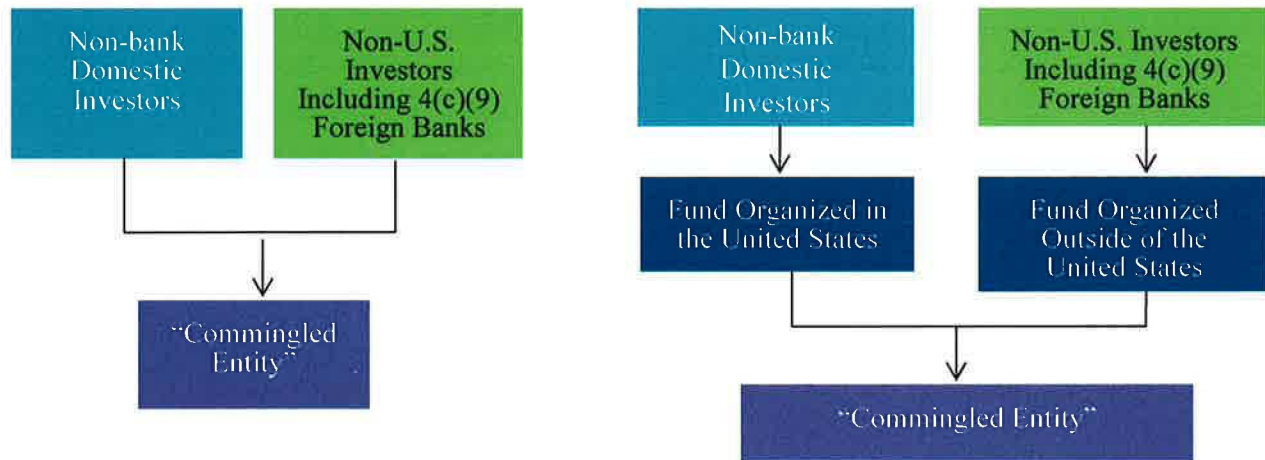 Non-bank
Domestic
Investors
Non-U.S.
Investors
Including 4(c)(9)
Foreign Banks
“Commingled
Entity”
Non-bank
Domestic
Investors
Non-U.S. Investors
Including 4(c)(9)
Foreign Banks
Fund Organized in
the United States
Fund Organized
Outside of the
United States
“Commingled Entity”